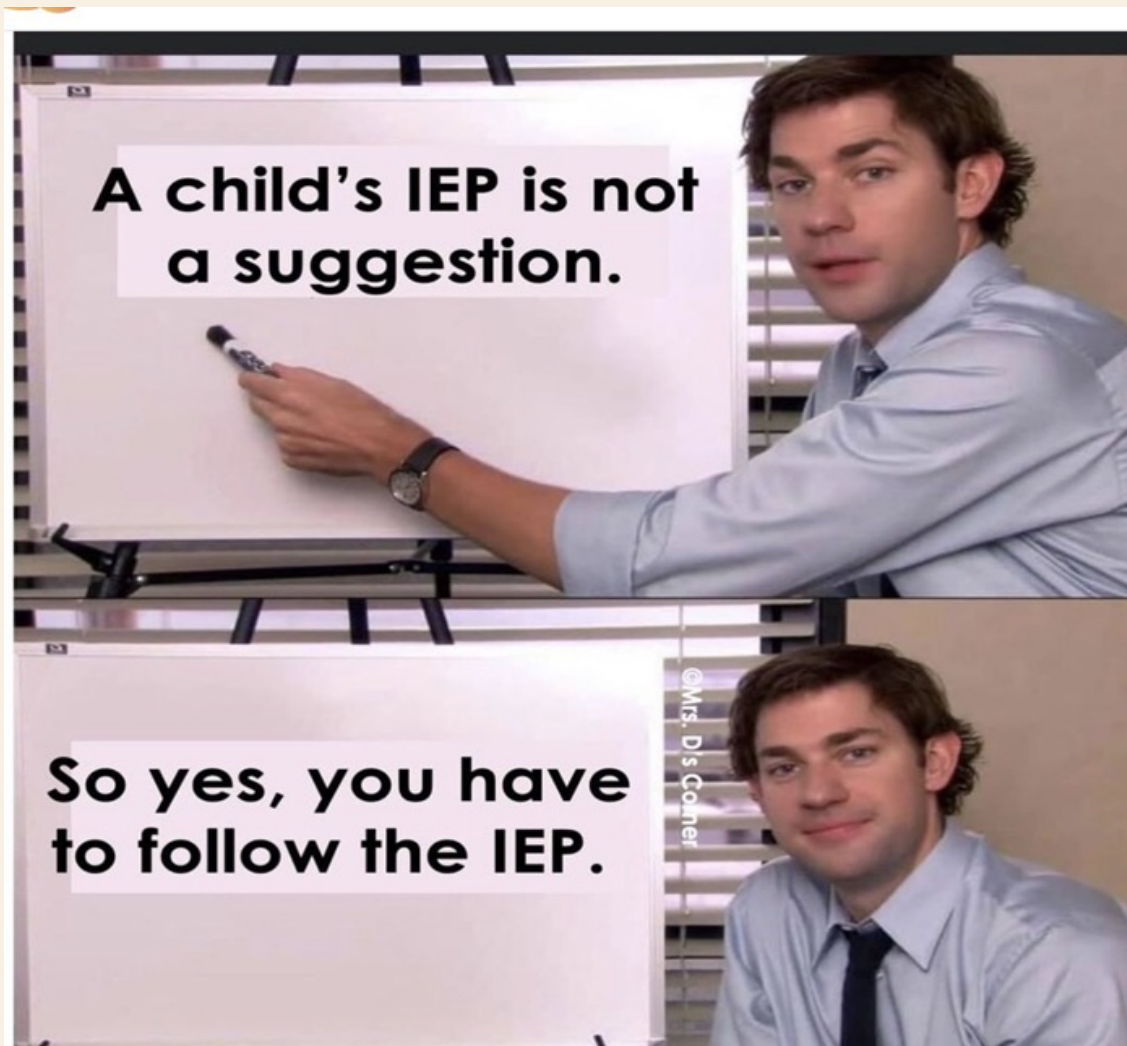 A child's IEP is not
a suggestion.
So yes, you have
to follow the IEP.
©Mrs. D's Corner